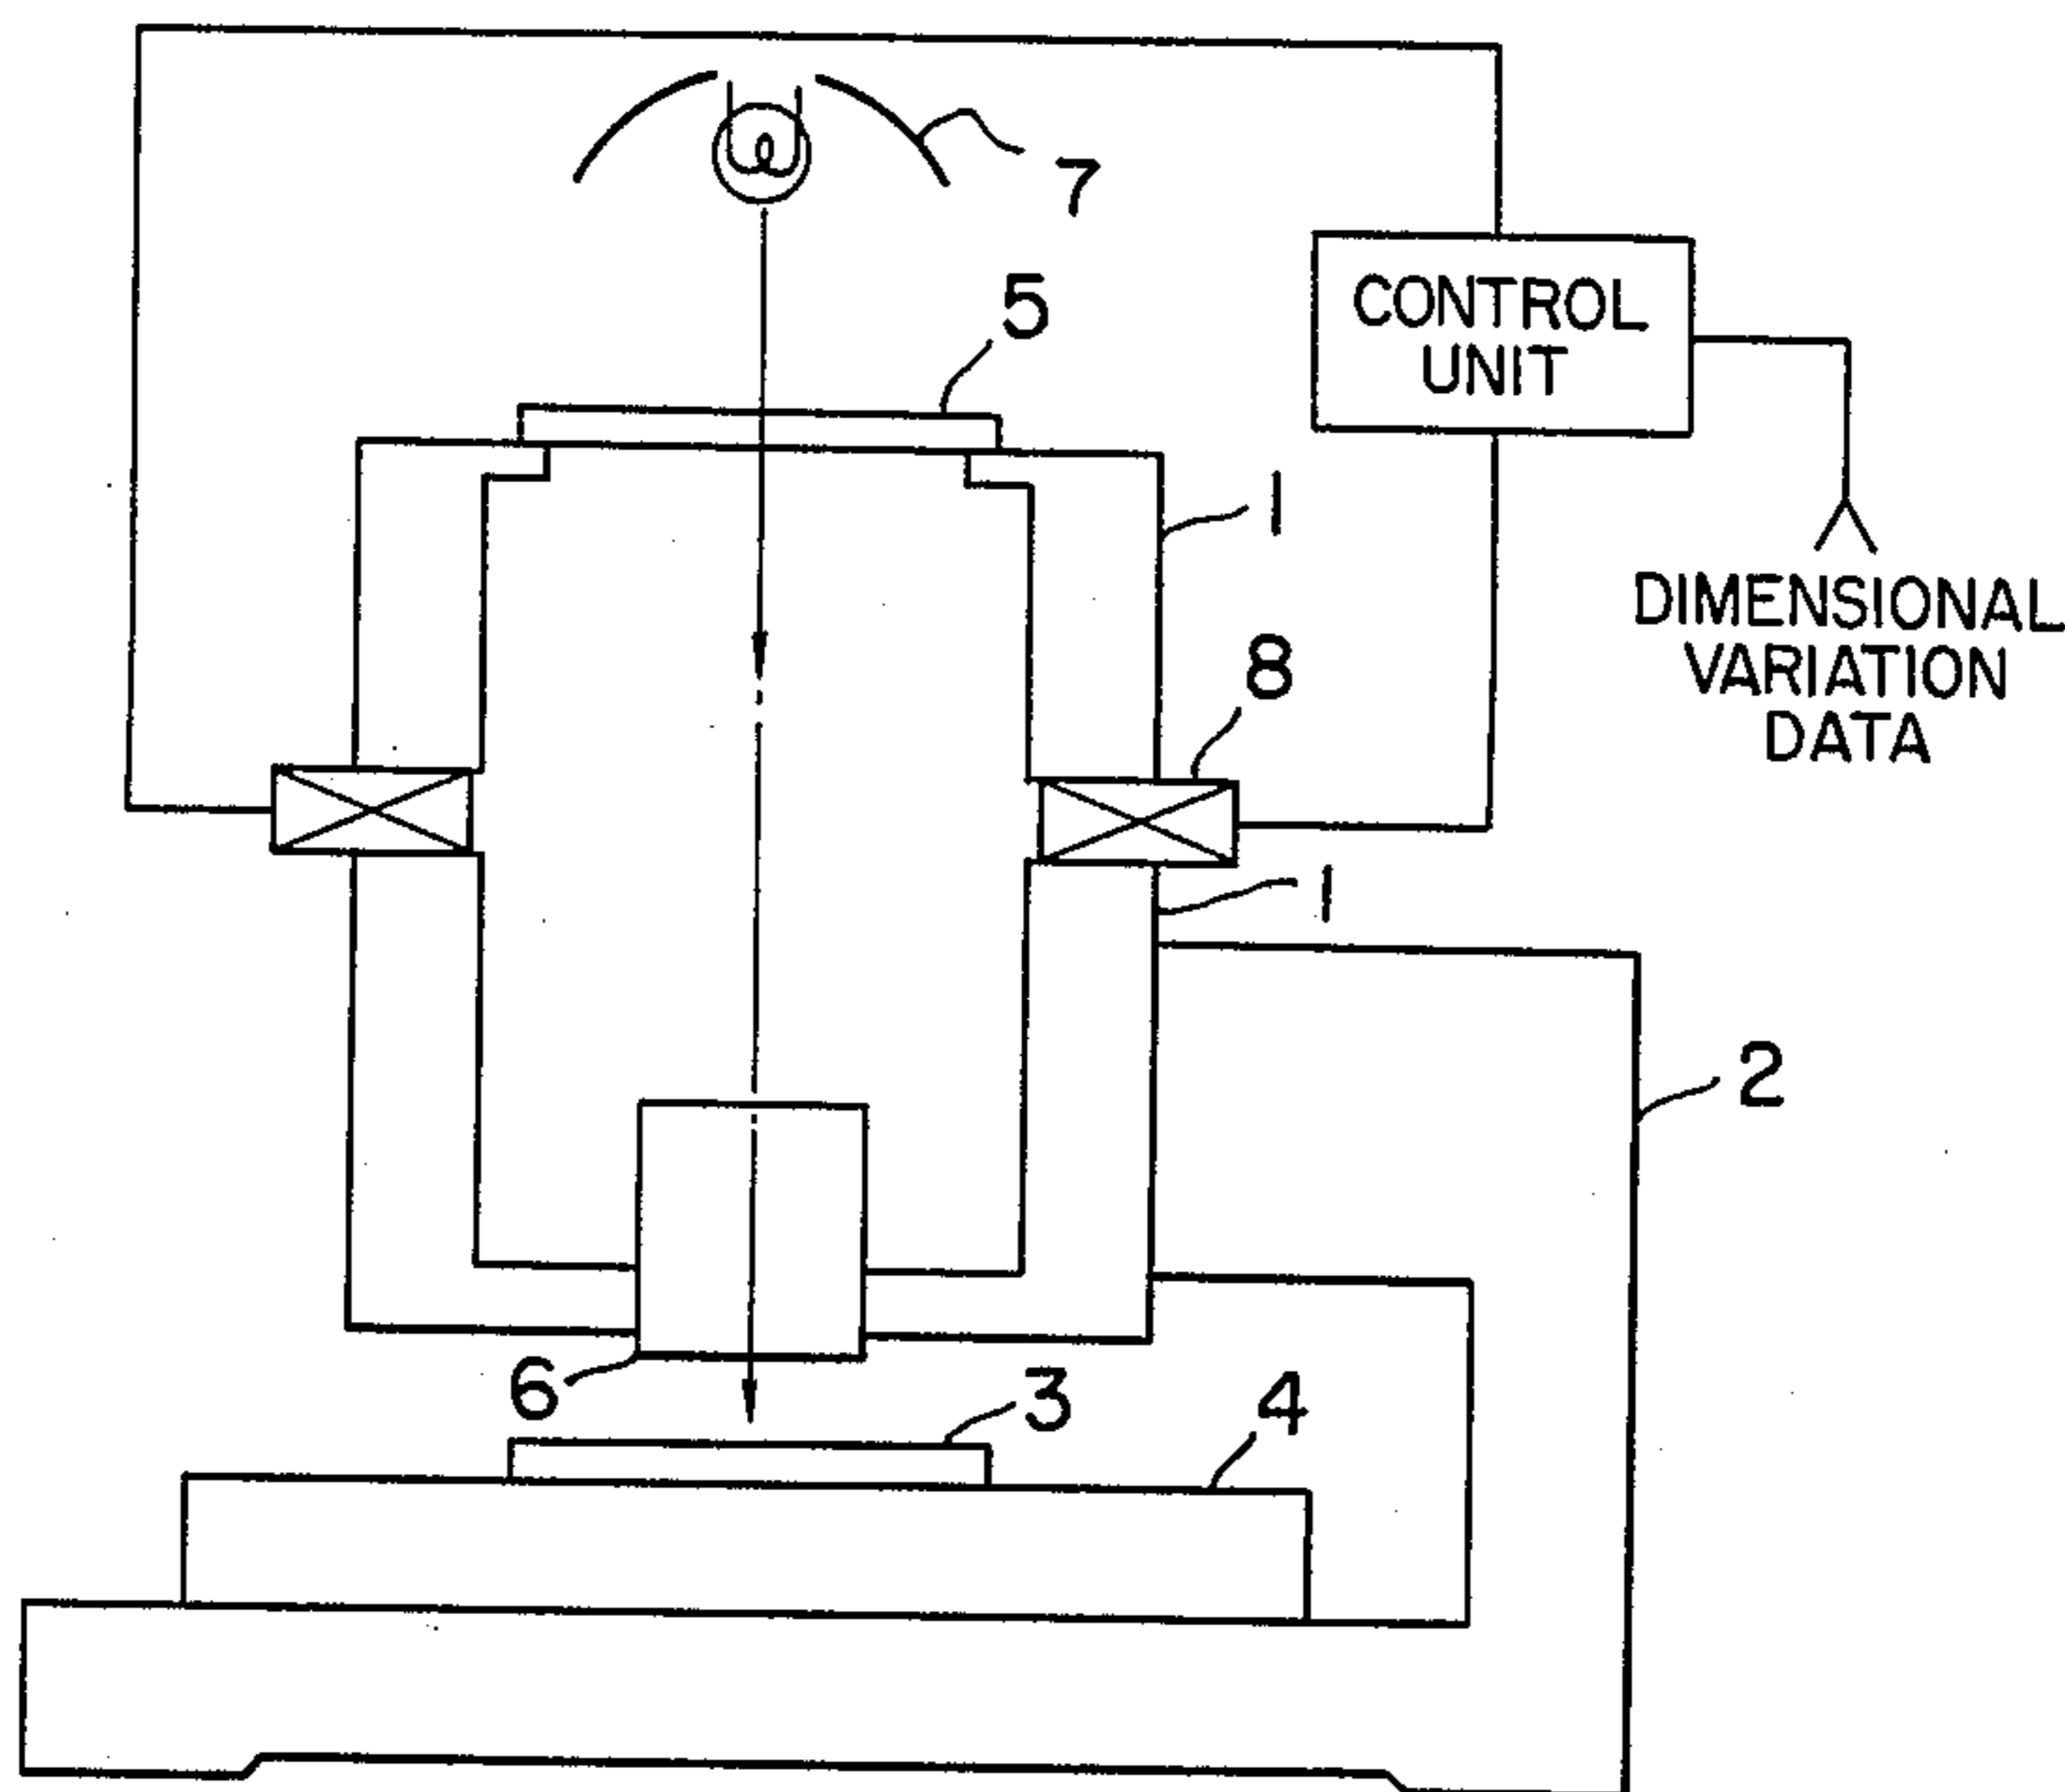 7
5
CONTROL
UNIT
1
DIMENSIONAL
VARIATION
DATA
8
1
2
6
3
4